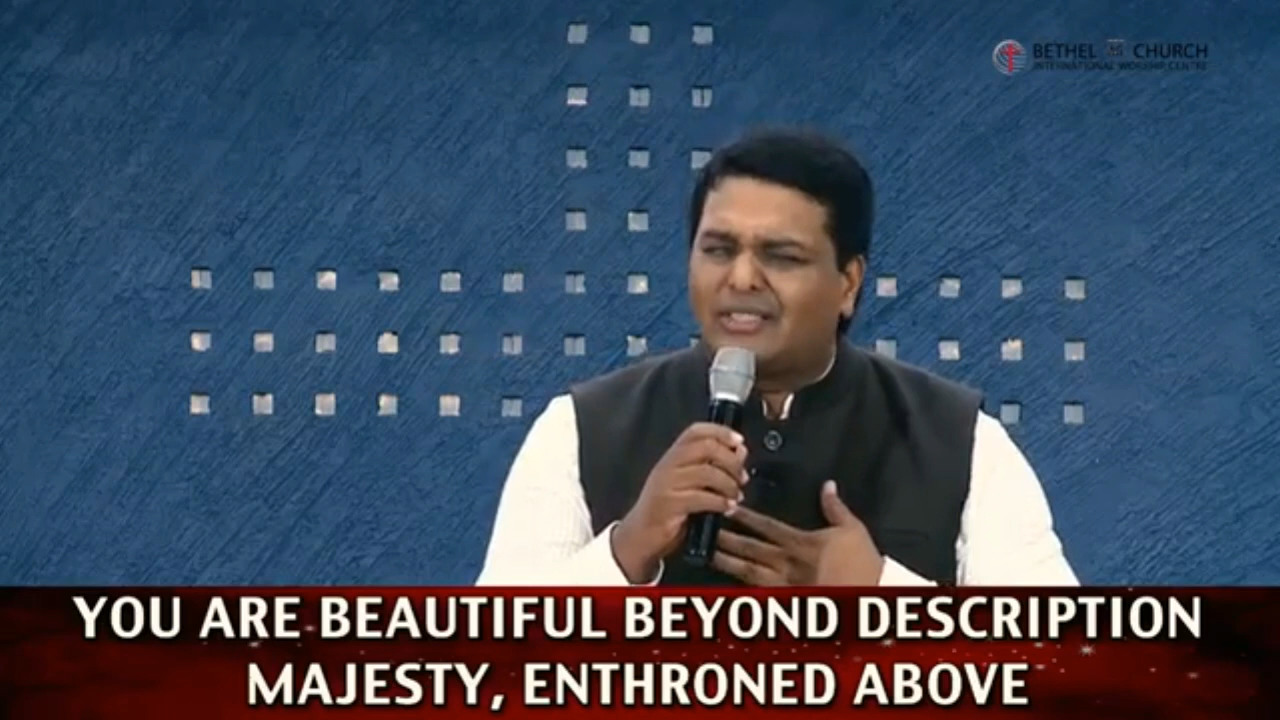 BETHEL AG CHURCH
INTERNATIONAL WORSHIP CENTRE
YOU ARE BEAUTIFUL BEYOND DESCRIPTION
MAJESTY, ENTHRONED ABOVE